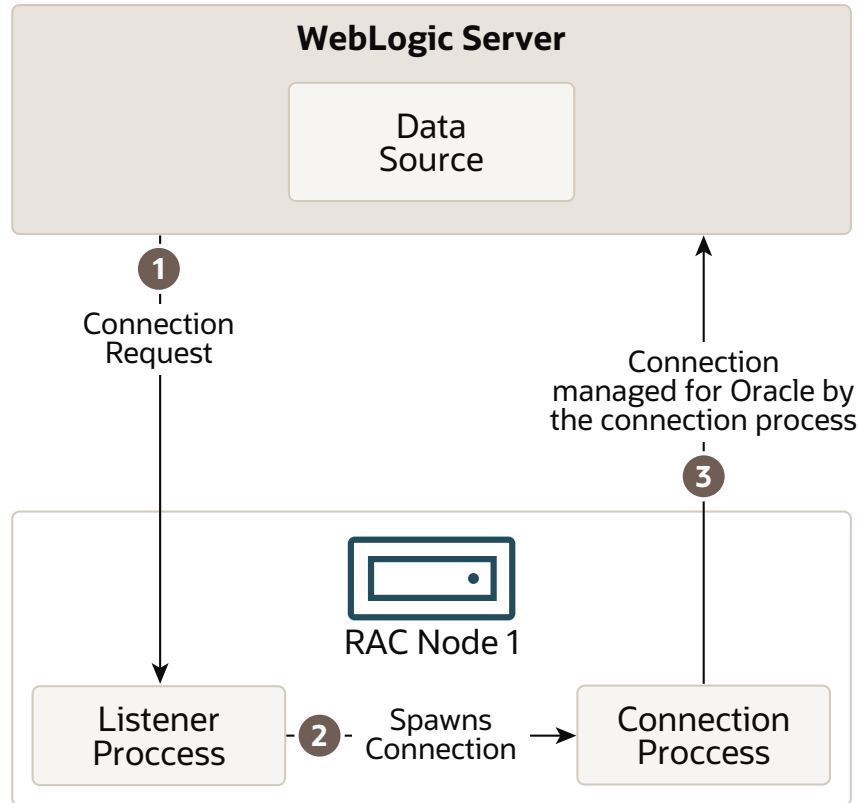 WebLogic Server
Data
Source
1
Connection
Request
Connection
managed for Oracle by
the connection process
3
RAC Node 1
Listener
Proccess
2
Spawns
Connection
Connection
Proccess